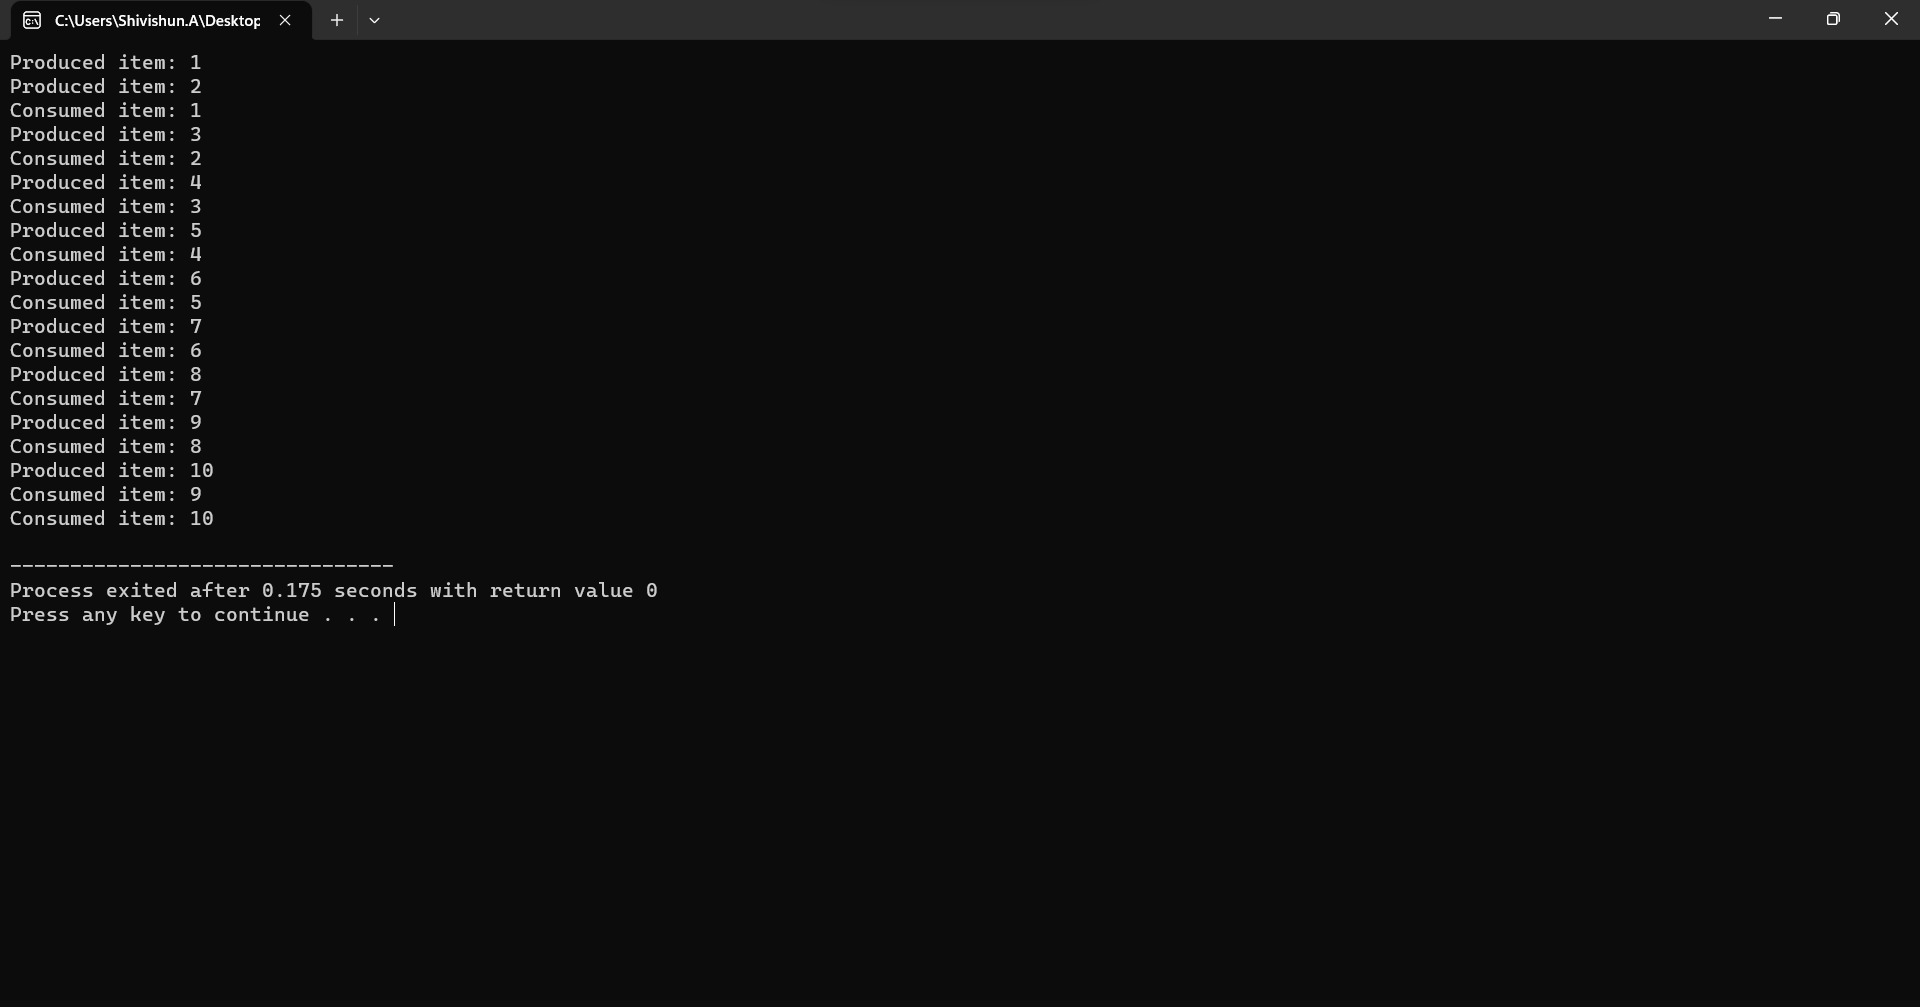 C:\Users\Shivishun.A\Desktop
Produced item: 1
Produced item: 2
Consumed item: 1
Produced item: 3
Consumed item: 2
Produced item: 4
Consumed item: 3
Produced item: 5
Consumed item: 4
Produced item: 6
Consumed item: 5
Produced item: 7
Consumed item: 6
Produced item: 8
Consumed item: 7
Produced item: 9
Consumed item: 8
Produced item: 10
Consumed item: 9
Consumed item: 10
--------------------------------
Process exited after 0.175 seconds with return value 0
Press any key to continue . . .